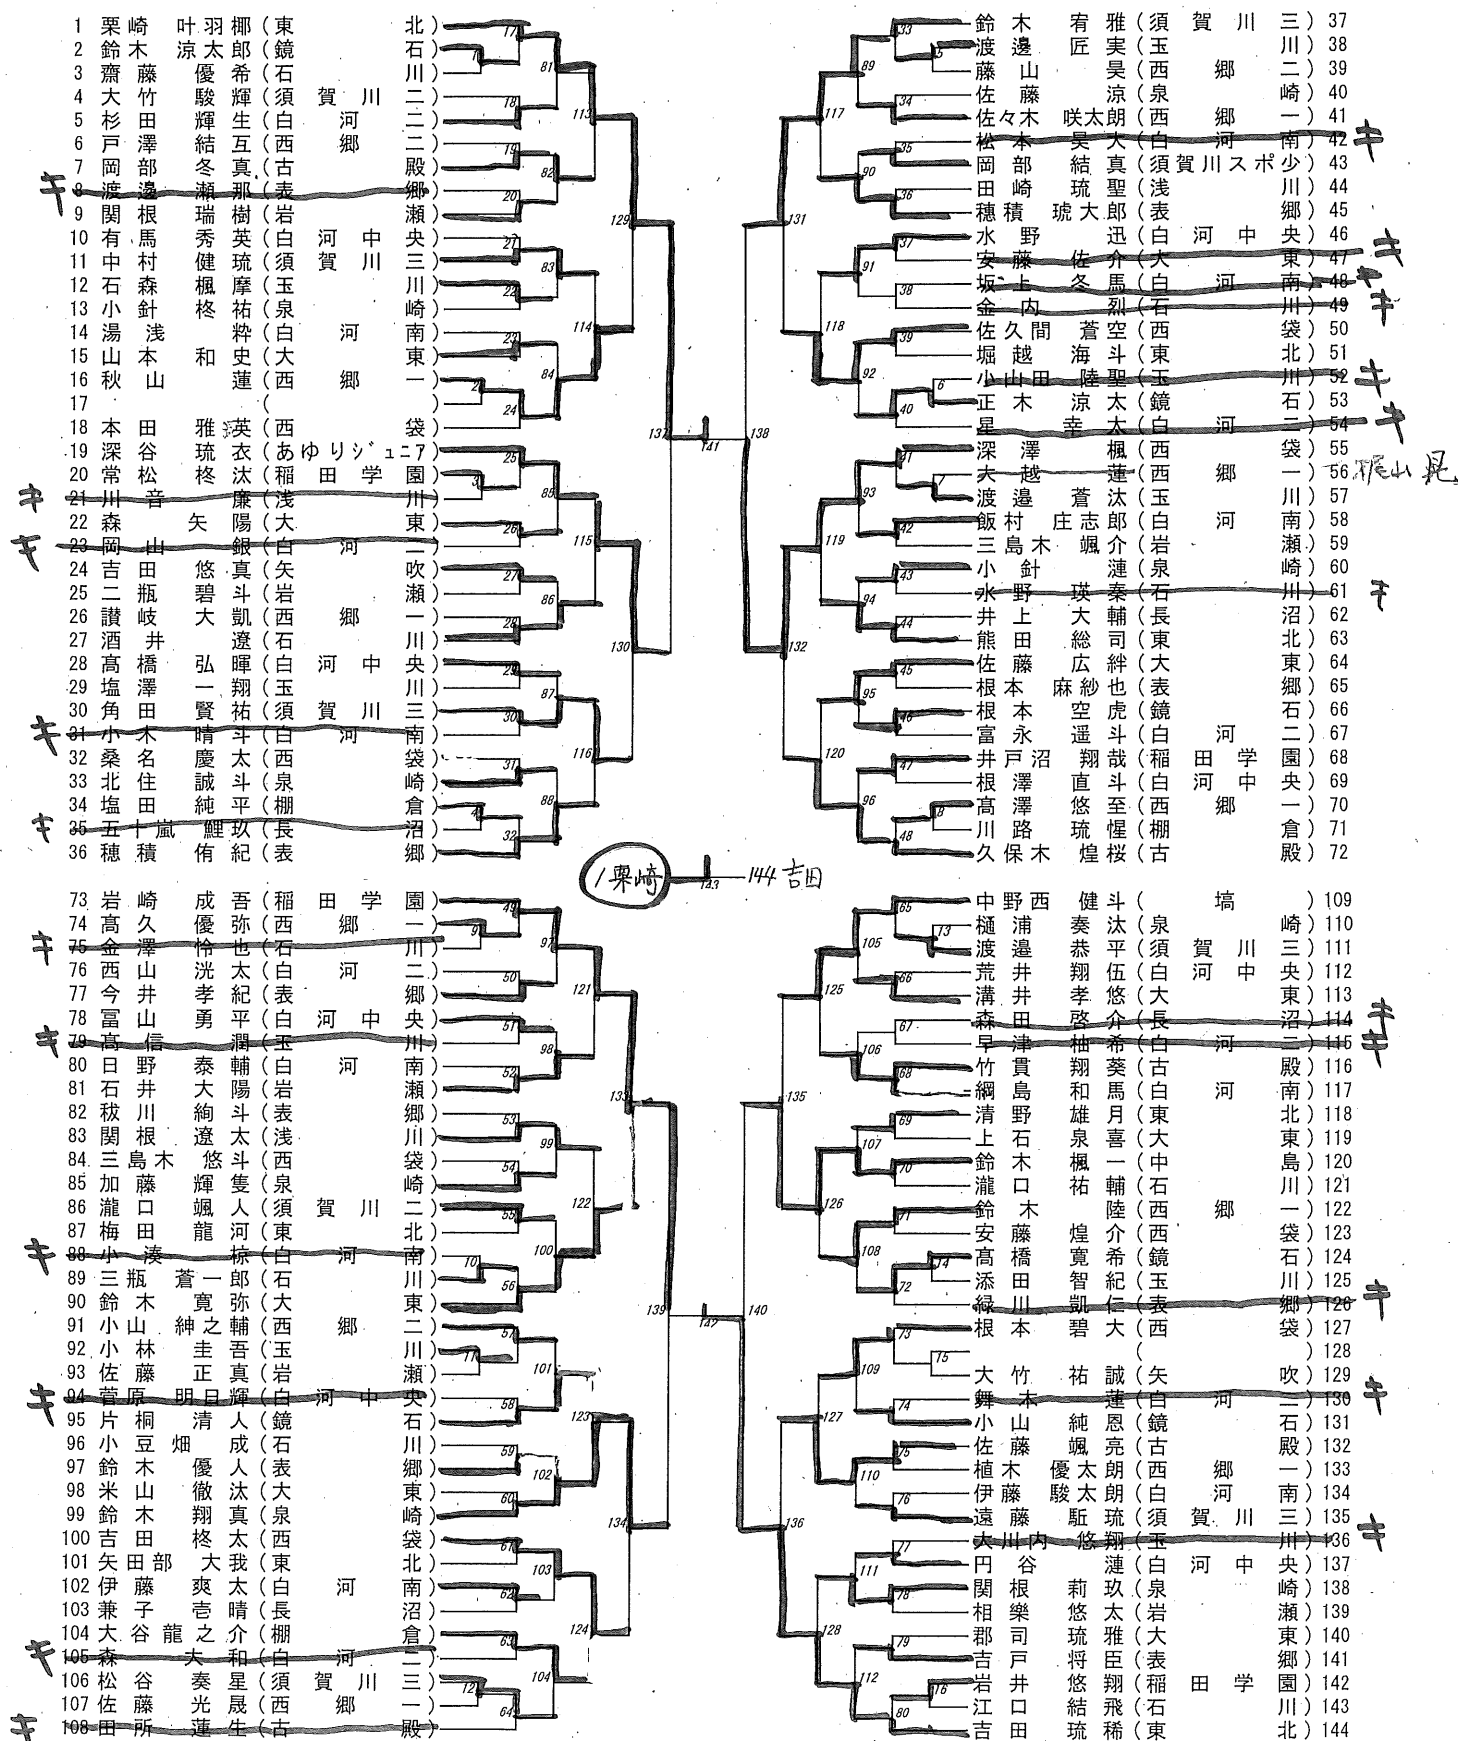 1 栗崎 叶羽椰(東 北)
2 鈴木 涼太郎(鏡 石)
3 齋藤 優希(石 川)
4 大竹 駿輝(須賀川二)
5 杉田 輝生(白河二)
6 戸澤 結互(西郷二)
7 岡部 冬真(古 殿)
キ 8 渡邊 瀬那(表 郷)
9 関根 瑞樹(岩 瀬)
10 有馬 秀英(白河中央)
11 中村 健琉(須賀川三)
12 石森 楓摩(玉 川)
13 小針 柊祐(泉 崎)
14 湯浅 粋(白河南)
15 山本 和史(大 東)
16 秋山 蓮(西郷一)
17 ( )
18 本田 雅英(西 袋)
19 深谷 琉衣(あゆりジュニア)
20 常松 柊汰(稲田学園)
キ 21 川音 廉(浅 川)
22 森 矢陽(大 東)
キ 23 岡山 銀(白河二)
24 吉田 悠真(矢 吹)
25 二瓶 碧斗(岩 瀬)
26 讃岐 大凱(西郷一)
27 酒井 遼(石 川)
28 髙橋 弘暉(白河中央)
29 塩澤 一翔(玉 川)
30 角田 賢祐(須賀川三)
キ 31 小木 晴斗(白河南)
32 桑名 慶太(西 袋)
33 北住 誠斗(泉 崎)
34 塩田 純平(棚 倉)
キ 35 五十嵐 鯉玖(長 沼)
36 穂積 侑紀(表 郷)
鈴木 宥雅(須賀川三) 37
渡邊 匠実(玉 川) 38
藤山 昊(西郷二) 39
佐藤 涼(泉 崎) 40
佐々木 咲太朗(西郷一) 41
松本 昊大(白河南) 42 キ
岡部 結真(須賀川スポ少) 43
田崎 琉聖(浅 川) 44
穂積 琥大郎(表 郷) 45
水野 迅(白河中央) 46
安藤 佐介(大 東) 47 キ
坂上 冬馬(白河南) 48 キ
金内 烈(石 川) 49 キ
佐久間 蒼空(西 袋) 50
堀越 海斗(東 北) 51
小山田 陸聖(玉 川) 52 キ
正木 涼太(鏡 石) 53
星 幸太(白河二) 54 キ
深澤 楓(西 袋) 55
大越 蓮(西郷一) 56 梶山 晃
渡邉 蒼汰(玉 川) 57
飯村 庄志郎(白河南) 58
三島木 颯介(岩 瀬) 59
小針 漣(泉 崎) 60
水野 瑛秦(石 川) 61 キ
井上 大輔(長 沼) 62
熊田 総司(東 北) 63
佐藤 広絆(大 東) 64
根本 麻紗也(表 郷) 65
根本 空虎(鏡 石) 66
富永 遥斗(白河二) 67
井戸沼 翔哉(稲田学園) 68
根澤 直斗(白河中央) 69
髙澤 悠至(西郷一) 70
川路 琉惺(棚 倉) 71
久保木 煌桜(古 殿) 72
1 栗崎 143 144 吉田
73 岩崎 成吾(稲田学園)
74 髙久 優弥(西郷一)
キ 75 金澤 怜也(石 川)
76 西山 洸太(白河二)
77 今井 孝紀(表 郷)
78 冨山 勇平(白河中央)
キ 79 髙信 潤(玉 川)
80 日野 泰輔(白河南)
81 石井 大陽(岩 瀬)
82 秡川 絢斗(表 郷)
83 関根 遼太(浅 川)
84 三島木 悠斗(西 袋)
85 加藤 輝隻(泉 崎)
86 瀧口 颯人(須賀川二)
87 梅田 龍河(東 北)
キ 88 小湊 椋(白河南)
89 三瓶 蒼一郎(石 川)
90 鈴木 寛弥(大 東)
91 小山 紳之輔(西郷二)
92 小林 圭吾(玉 川)
93 佐藤 正真(岩 瀬)
キ 94 菅原 明日輝(白河中央)
95 片桐 清人(鏡 石)
96 小豆畑 成(石 川)
97 鈴木 優人(表 郷)
98 米山 徹汰(大 東)
99 鈴木 翔真(泉 崎)
100 吉田 柊太(西 袋)
101 矢田部 大我(東 北)
102 伊藤 爽太(白河南)
103 兼子 壱晴(長 沼)
104 大谷 龍之介(棚 倉)
キ 105 森 大和(白河二)
106 松谷 奏星(須賀川三)
107 佐藤 光晟(西郷一)
キ 108 田所 蓮生(古 殿)
中野西 健斗( 塙 ) 109
樋浦 奏汰(泉 崎) 110
渡邉 恭平(須賀川三) 111
荒井 翔伍(白河中央) 112
溝井 孝悠(大 東) 113
森田 啓介(長 沼) 114 キ
早津 柚希(白河二) 115 キ
竹貫 翔葵(古 殿) 116
綱島 和馬(白河南) 117
清野 雄月(東 北) 118
上石 泉喜(大 東) 119
鈴木 楓一(中 島) 120
瀧口 祐輔(石 川) 121
鈴木 陸(西郷一) 122
安藤 煌介(西 袋) 123
髙橋 寛希(鏡 石) 124
添田 智紀(玉 川) 125
緑川 凱仁(表 郷) 126 キ
根本 碧大(西 袋) 127
( ) 128
大竹 祐誠(矢 吹) 129
舞木 蓮(白河二) 130 キ
小山 純恩(鏡 石) 131
佐藤 颯亮(古 殿) 132
植木 優太朗(西郷一) 133
伊藤 駿太朗(白河南) 134
遠藤 駈琉(須賀川三) 135
大川内 悠翔(玉 川) 136 キ
円谷 漣(白河中央) 137
関根 莉玖(泉 崎) 138
相樂 悠太(岩 瀬) 139
郡司 琉雅(大 東) 140
吉戸 将臣(表 郷) 141
岩井 悠翔(稲田学園) 142
江口 結飛(石 川) 143
吉田 琉稀(東 北) 144